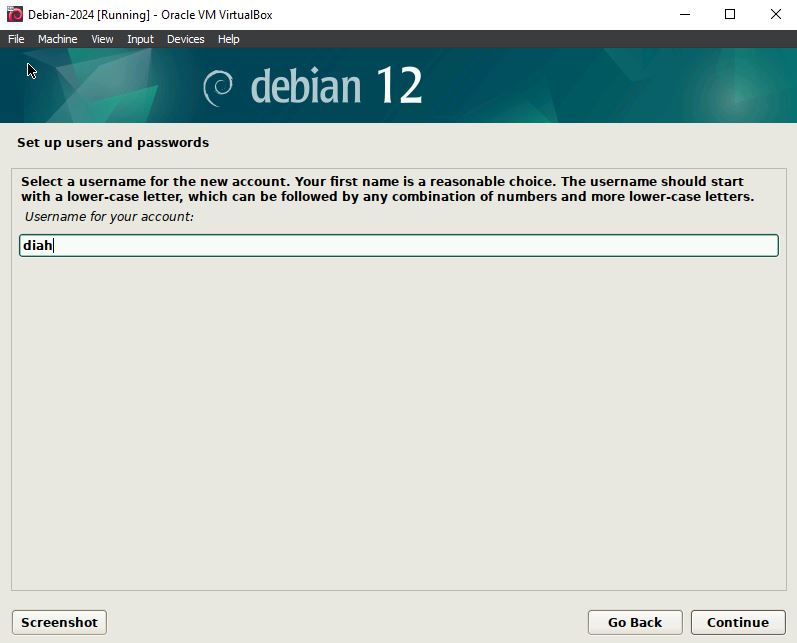 Debian-2024 [Running] - Oracle VM VirtualBox
File Machine View Input Devices Help
debian 12
Set up users and passwords
Select a username for the new account. Your first name is a reasonable choice. The username should start
with a lower-case letter, which can be followed by any combination of numbers and more lower-case letters.
Username for your account:
diah
Screenshot Go Back Continue